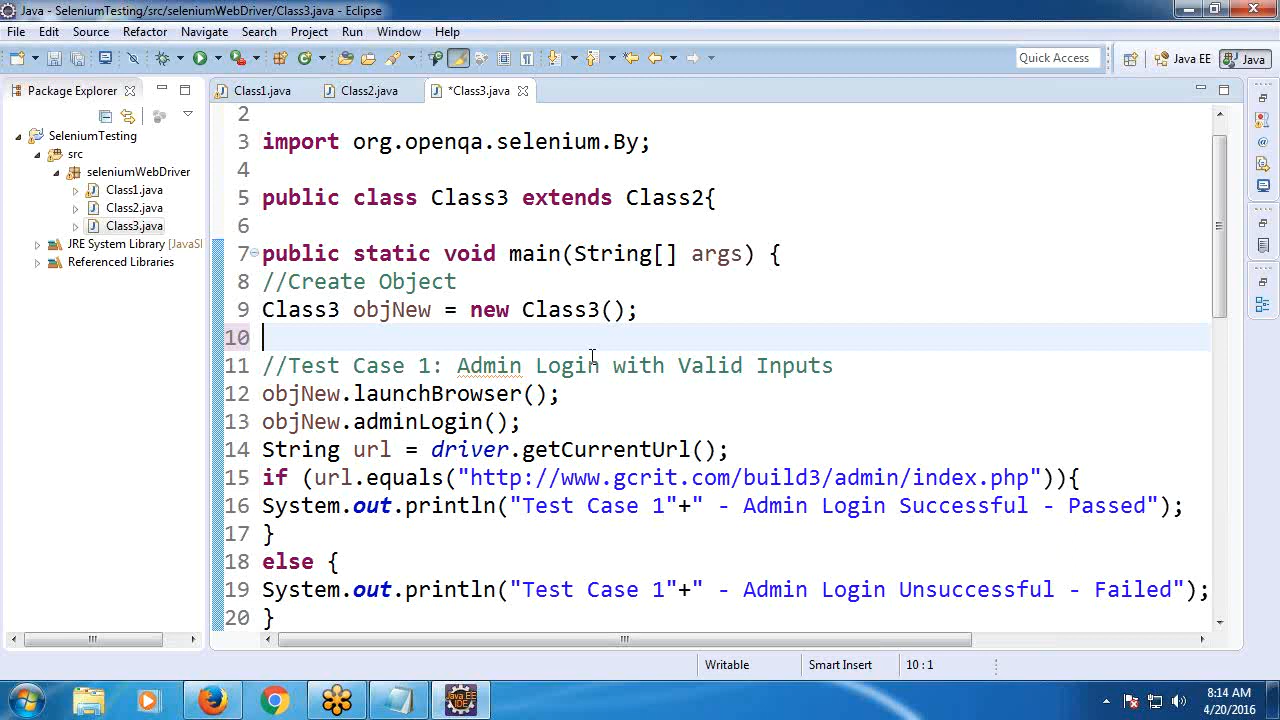 Java - SeleniumTesting/src/seleniumWebDriver/Class3.java - Eclipse
File Edit Source Refactor Navigate Search Project Run Window Help
Quick Access Java EE Java
Package Explorer
Class1.java Class2.java *Class3.java
SeleniumTesting
src
seleniumWebDriver
Class1.java
Class2.java
Class3.java
JRE System Library [JavaSI
Referenced Libraries
2
3 import org.openqa.selenium.By;
4
5 public class Class3 extends Class2{
6
7 public static void main(String[] args) {
8 //Create Object
9 Class3 objNew = new Class3();
10
11 //Test Case 1: Admin Login with Valid Inputs
12 objNew.launchBrowser();
13 objNew.adminLogin();
14 String url = driver.getCurrentUrl();
15 if (url.equals("http://www.gcrit.com/build3/admin/index.php")){
16 System.out.println("Test Case 1"+" - Admin Login Successful - Passed");
17 }
18 else {
19 System.out.println("Test Case 1"+" - Admin Login Unsuccessful - Failed");
20 }
Writable Smart Insert 10 : 1
Java EE
IDE
8:14 AM
4/20/2016